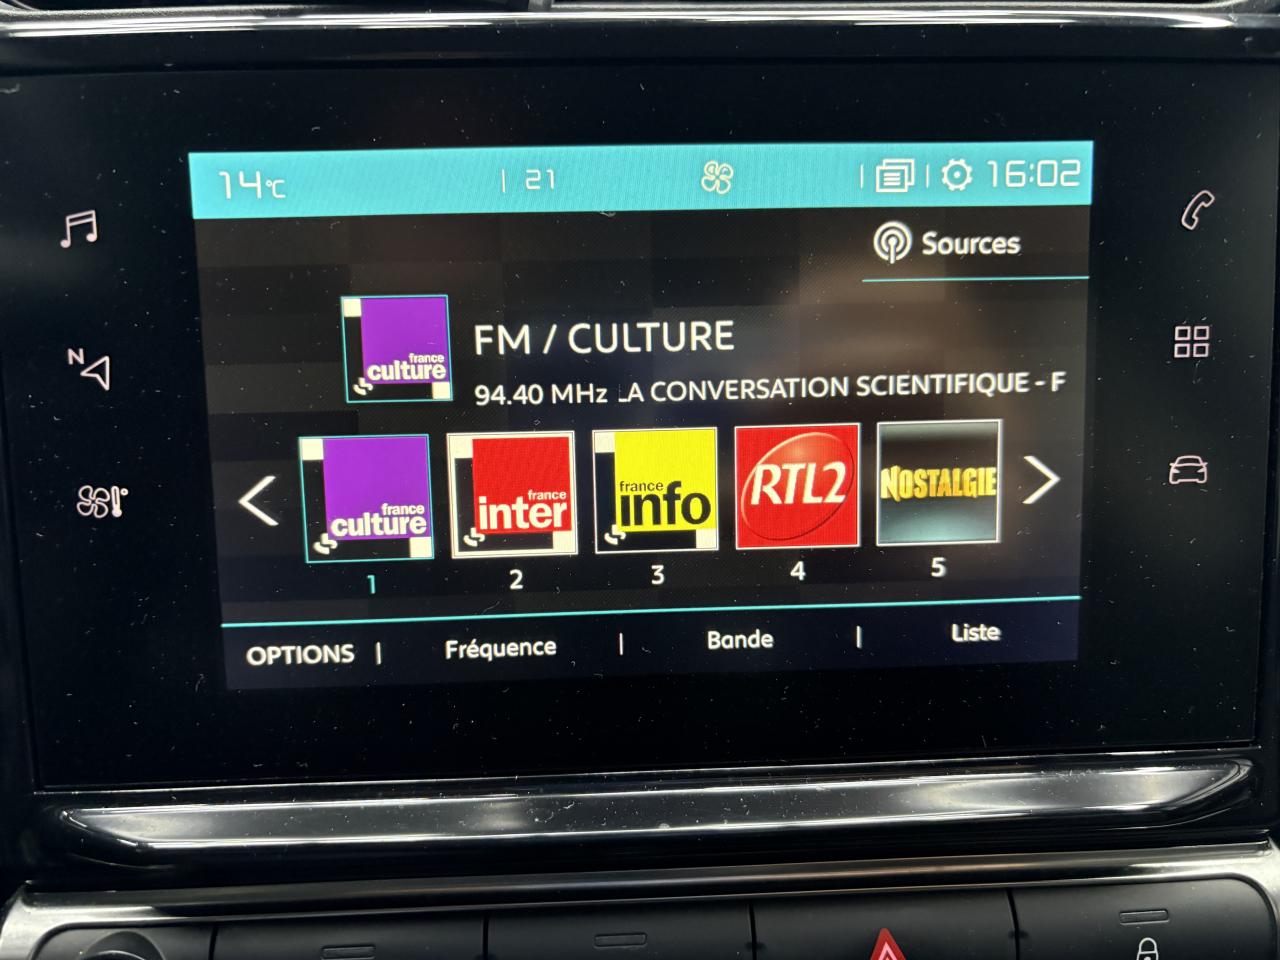 14°C | 21 | | 16:02
Sources
france culture
FM / CULTURE
94.40 MHz LA CONVERSATION SCIENTIFIQUE - F
france culture
france inter
france info
RTL2
NOSTALGIE
1 2 3 4 5
OPTIONS | Fréquence | Bande | Liste
N